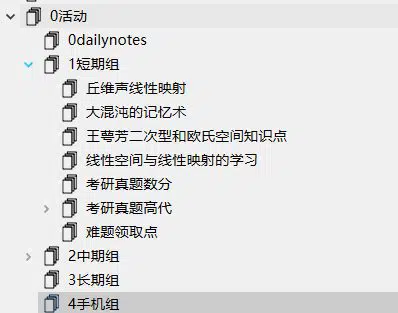 0活动
0dailynotes
1短期组
丘维声线性映射
大混沌的记忆术
王萼芳二次型和欧氏空间知识点
线性空间与线性映射的学习
考研真题数分
考研真题高代
难题领取点
2中期组
3长期组
4手机组